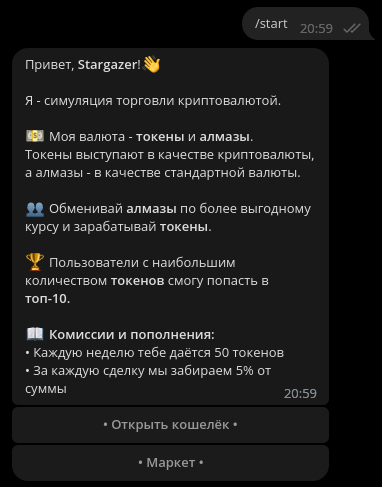 /start
20:59
Привет, Stargazer!👋
Я - симуляция торговли криптовалютой.
💵 Моя валюта - токены и алмазы.
Токены выступают в качестве криптовалюты,
а алмазы - в качестве стандартной валюты.
👥 Обменивай алмазы по более выгодному
курсу и зарабатывай токены.
🏆 Пользователи с наибольшим
количеством токенов смогу попасть в
топ-10.
📖 Комиссии и пополнения:
• Каждую неделю тебе даётся 50 токенов
• За каждую сделку мы забираем 5% от
суммы
20:59
• Открыть кошелёк •
• Маркет •